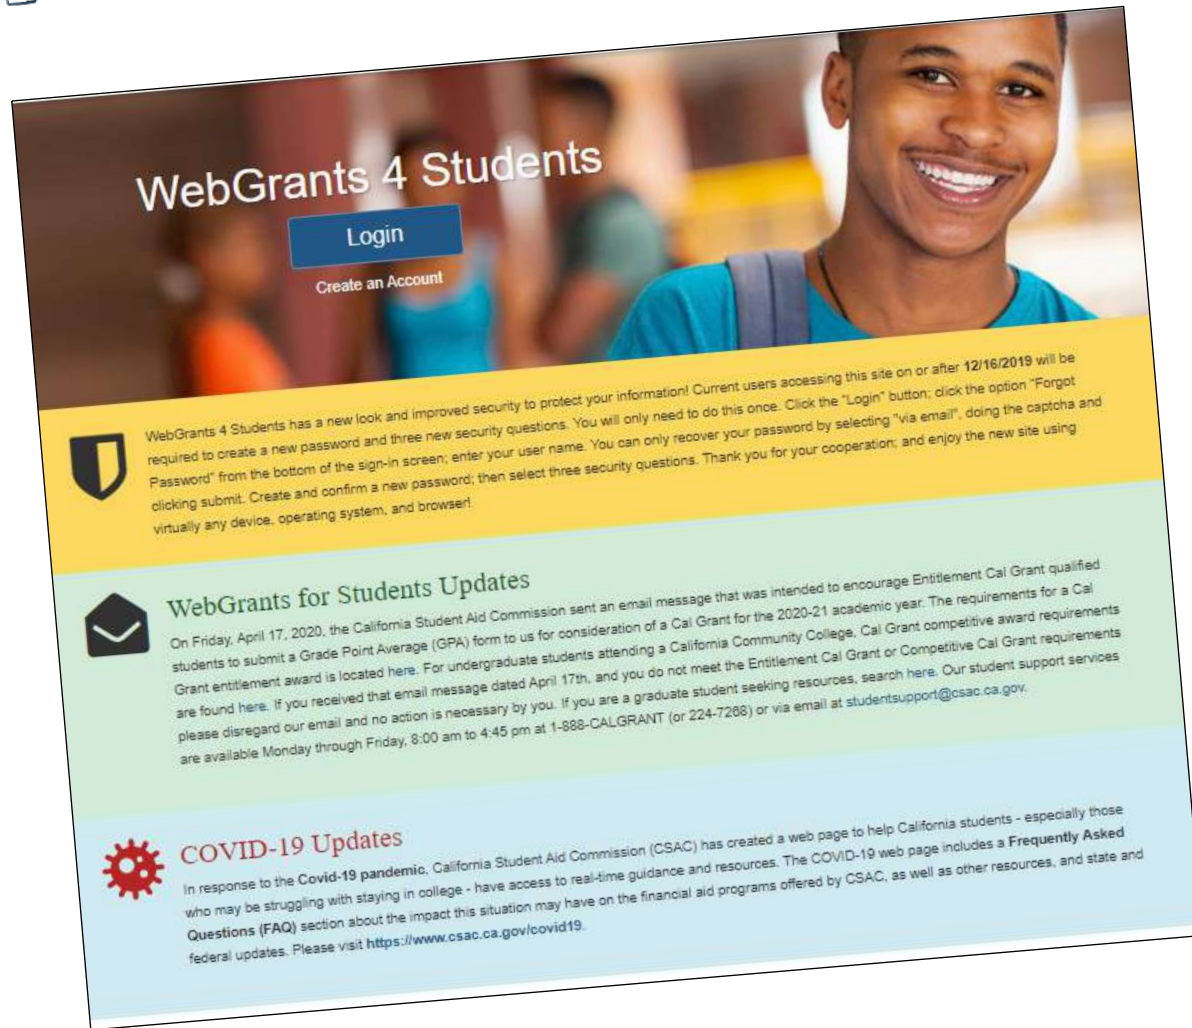 WebGrants 4 Students
Login
Create an Account
WebGrants 4 Students has a new look and improved security to protect your information! Current users accessing this site on or after 12/16/2019 will be
required to create a new password and three new security questions. You will only need to do this once. Click the "Login" button; click the option "Forgot
Password" from the bottom of the sign-in screen; enter your user name. You can only recover your password by selecting "via email", doing the captcha and
clicking submit. Create and confirm a new password; then select three security questions. Thank you for your cooperation; and enjoy the new site using
virtually any device, operating system, and browser!
WebGrants for Students Updates
On Friday, April 17, 2020, the California Student Aid Commission sent an email message that was intended to encourage Entitlement Cal Grant qualified
students to submit a Grade Point Average (GPA) form to us for consideration of a Cal Grant for the 2020-21 academic year. The requirements for a Cal
Grant entitlement award is located here. For undergraduate students attending a California Community College, Cal Grant competitive award requirements
are found here. If you received that email message dated April 17th, and you do not meet the Entitlement Cal Grant or Competitive Cal Grant requirements
please disregard our email and no action is necessary by you. If you are a graduate student seeking resources, search here. Our student support services
are available Monday through Friday, 8:00 am to 4:45 pm at 1-888-CALGRANT (or 224-7268) or via email at studentsupport@csac.ca.gov.
COVID-19 Updates
In response to the Covid-19 pandemic, California Student Aid Commission (CSAC) has created a web page to help California students - especially those
who may be struggling with staying in college - have access to real-time guidance and resources. The COVID-19 web page includes a Frequently Asked
Questions (FAQ) section about the impact this situation may have on the financial aid programs offered by CSAC, as well as other resources, and state and
federal updates. Please visit https://www.csac.ca.gov/covid19.